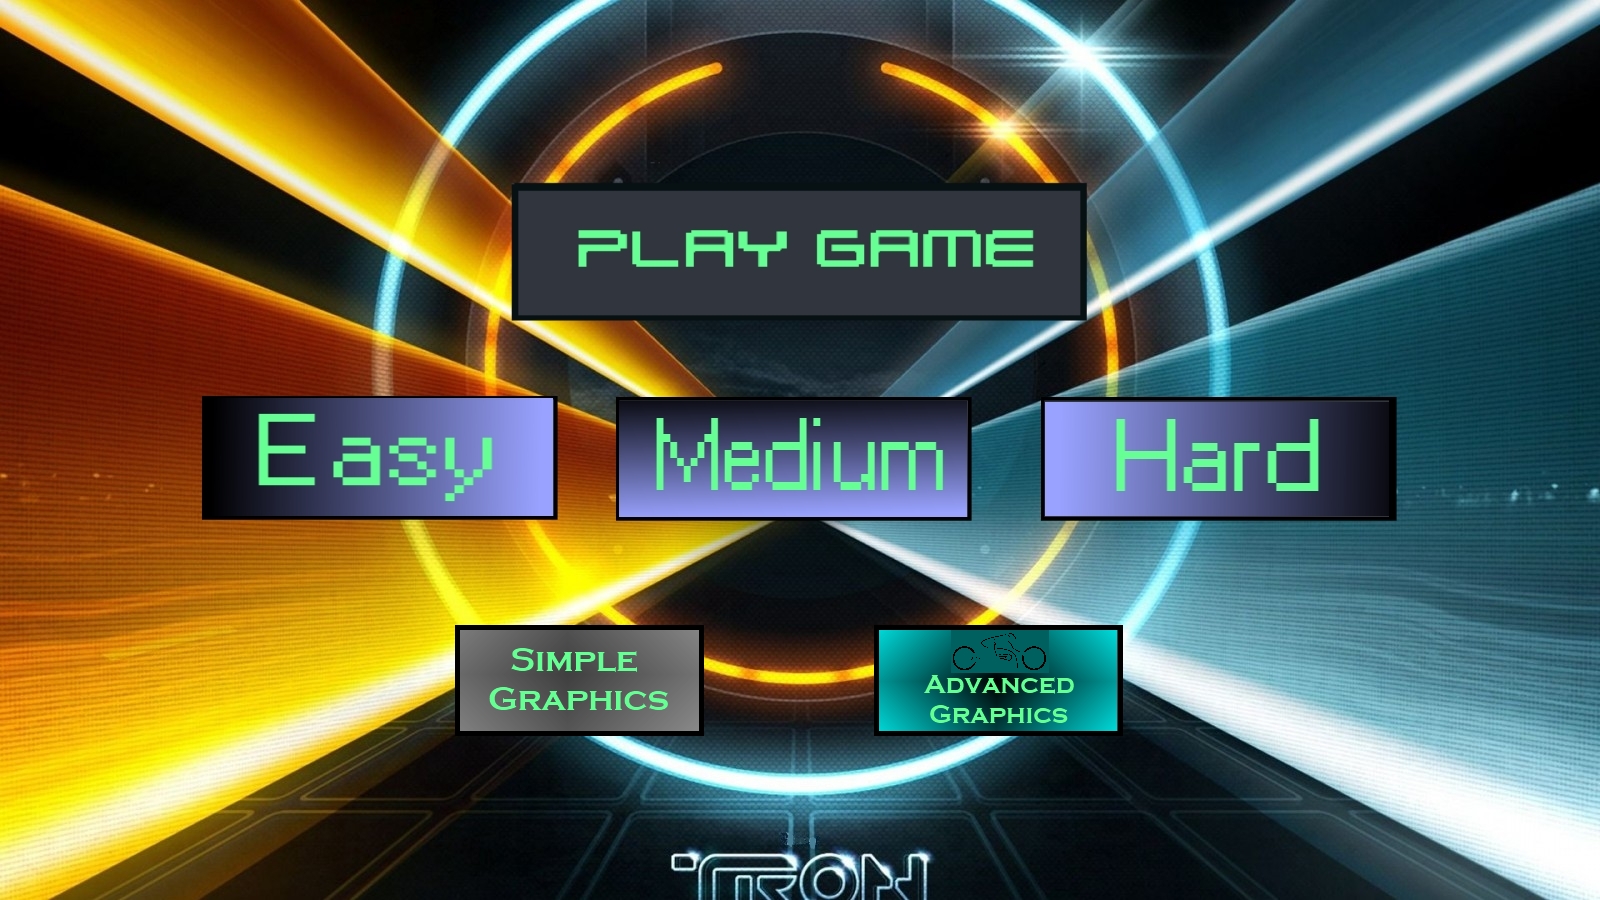 PLAY GAME
Easy
Medium
Hard
SIMPLE
GRAPHICS
ADVANCED
GRAPHICS
TRON